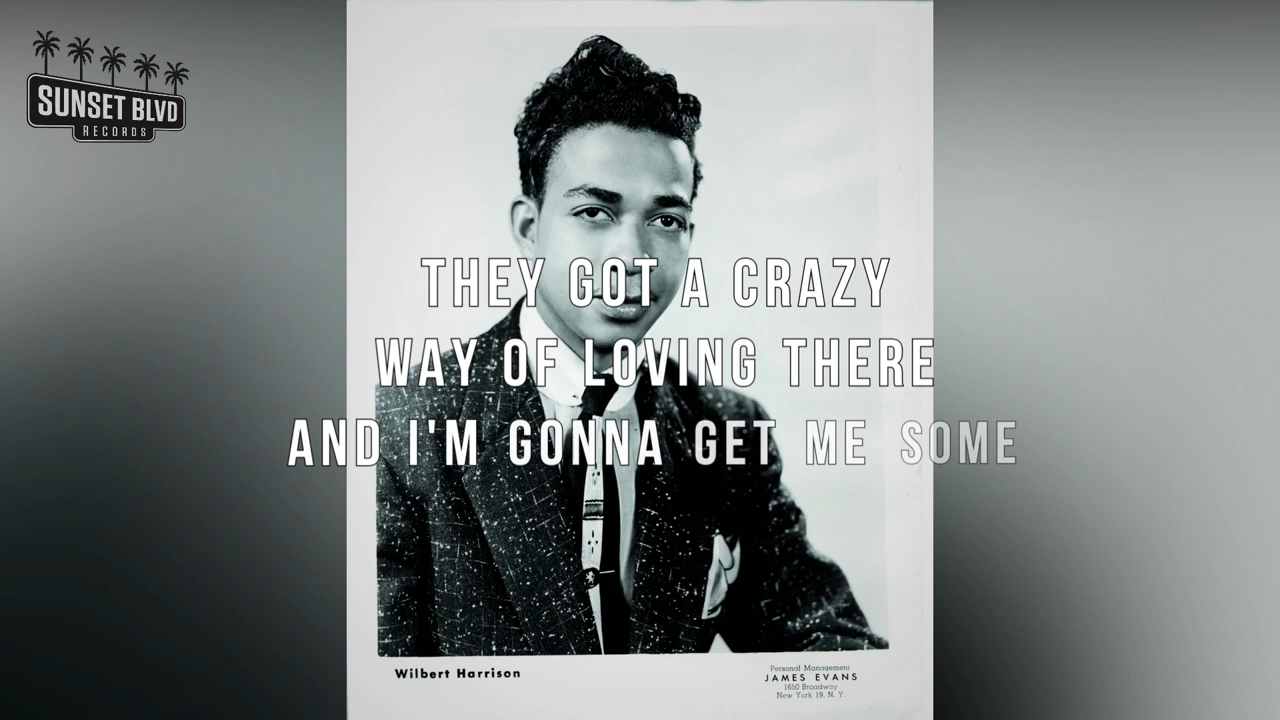 SUNSET BLVD
RECORDS
THEY GOT A CRAZY
WAY OF LOVING THERE
AND I'M GONNA GET ME SOME
Wilbert Harrison
Personal Management
JAMES EVANS
1650 Broadway
New York 19, N. Y.